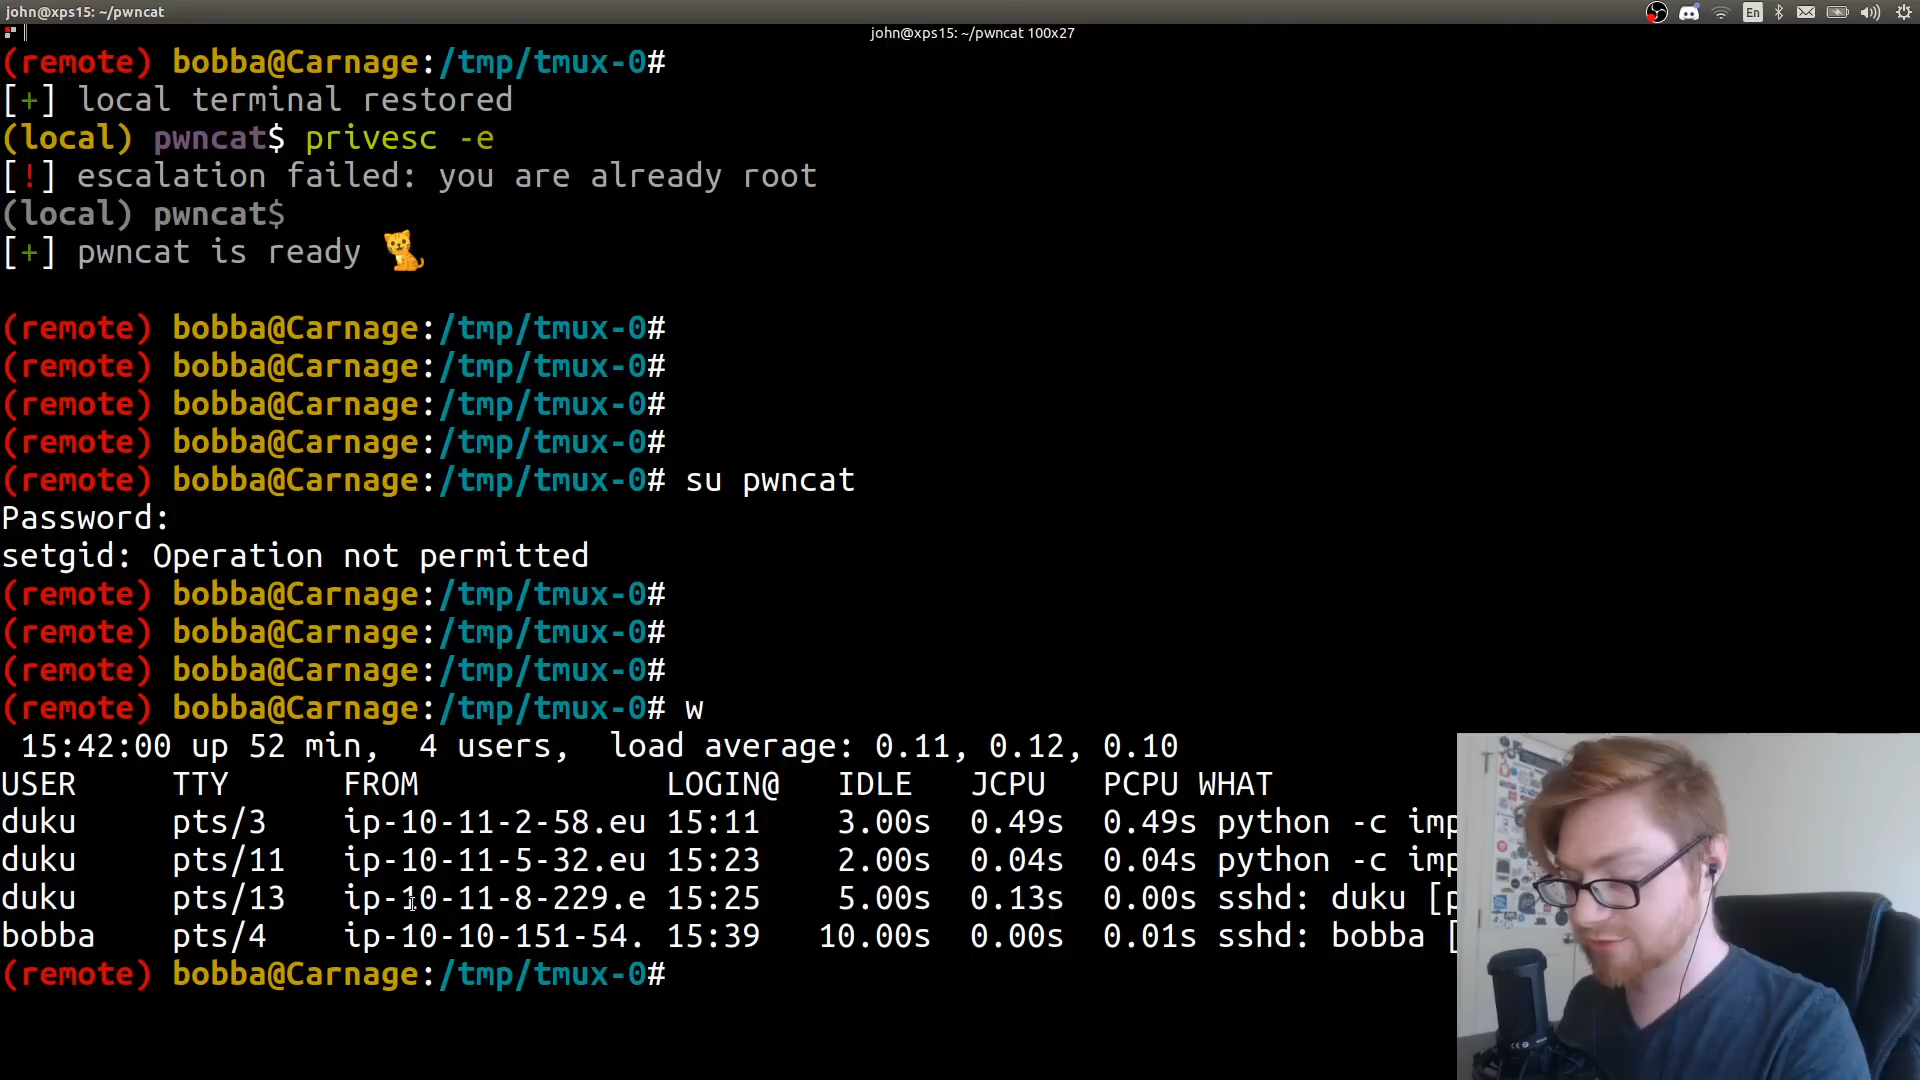 john@xps15: ~/pwncat
En
john@xps15: ~/pwncat 100x27
(remote) bobba@Carnage:/tmp/tmux-0#
[+] local terminal restored
(local) pwncat$ privesc -e
[!] escalation failed: you are already root
(local) pwncat$
[+] pwncat is ready
(remote) bobba@Carnage:/tmp/tmux-0#
(remote) bobba@Carnage:/tmp/tmux-0#
(remote) bobba@Carnage:/tmp/tmux-0#
(remote) bobba@Carnage:/tmp/tmux-0#
(remote) bobba@Carnage:/tmp/tmux-0# su pwncat
Password:
setgid: Operation not permitted
(remote) bobba@Carnage:/tmp/tmux-0#
(remote) bobba@Carnage:/tmp/tmux-0#
(remote) bobba@Carnage:/tmp/tmux-0#
(remote) bobba@Carnage:/tmp/tmux-0# w
15:42:00 up 52 min, 4 users, load average: 0.11, 0.12, 0.10
USER TTY FROM LOGIN@ IDLE JCPU PCPU WHAT
duku pts/3 ip-10-11-2-58.eu 15:11 3.00s 0.49s 0.49s python -c imp
duku pts/11 ip-10-11-5-32.eu 15:23 2.00s 0.04s 0.04s python -c imp
duku pts/13 ip-10-11-8-229.e 15:25 5.00s 0.13s 0.00s sshd: duku [p
bobba pts/4 ip-10-10-151-54. 15:39 10.00s 0.00s 0.01s sshd: bobba [
(remote) bobba@Carnage:/tmp/tmux-0#